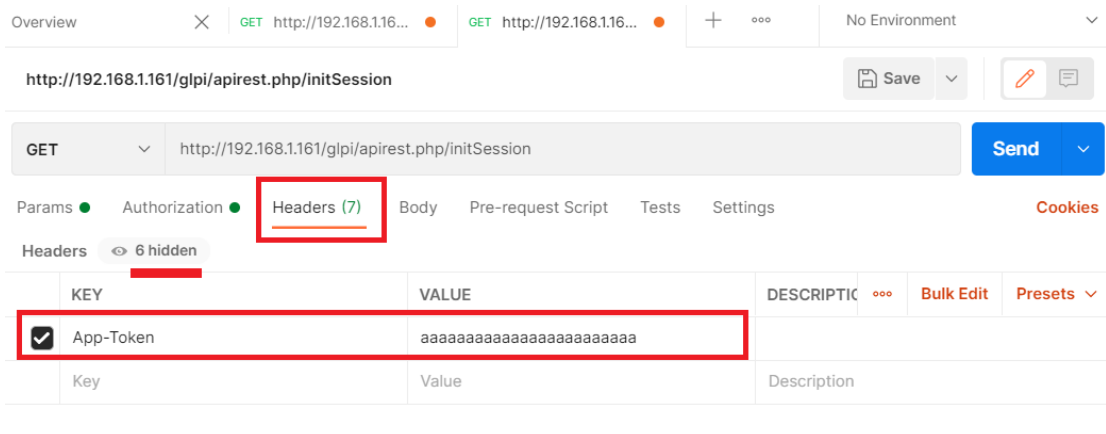 Overview GET http://192.168.1.16... GET http://192.168.1.16... No Environment
http://192.168.1.161/glpi/apirest.php/initSession Save
GET http://192.168.1.161/glpi/apirest.php/initSession Send
Params Authorization Headers (7) Body Pre-request Script Tests Settings Cookies
Headers 6 hidden
KEY VALUE DESCRIPTIO Bulk Edit Presets
App-Token aaaaaaaaaaaaaaaaaaaaaaaa
Key Value Description